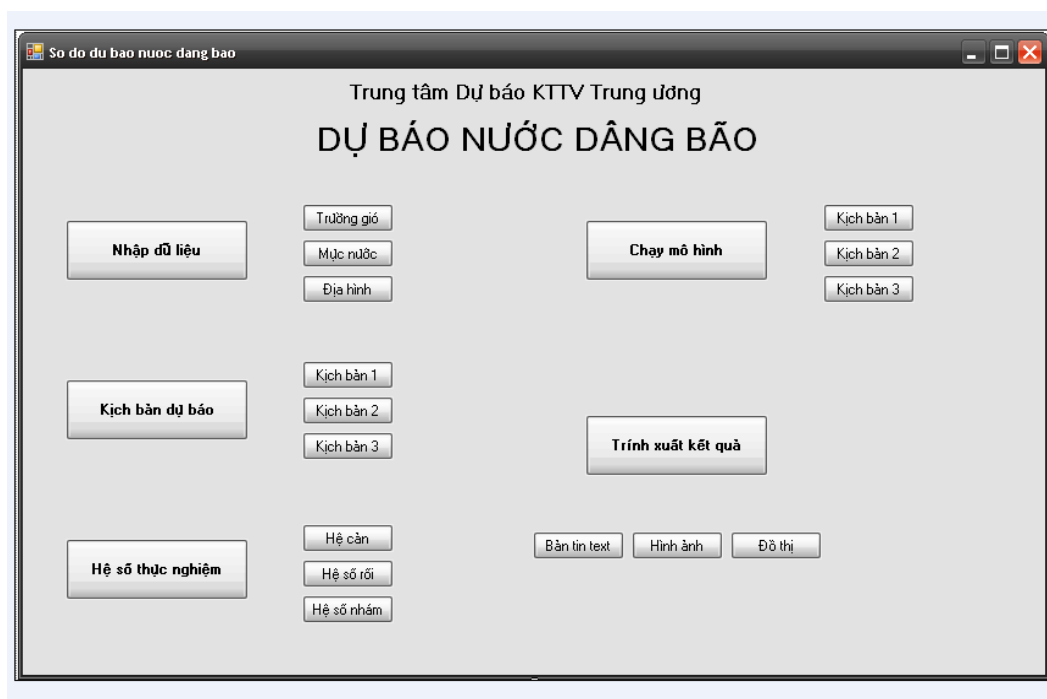 So do du bao nuoc dang bao
Trung tâm Dự báo KTTV Trung ương
DỰ BÁO NƯỚC DÂNG BÃO
Nhập dữ liệu
Trường gió
Mực nước
Địa hình
Chạy mô hình
Kịch bản 1
Kịch bản 2
Kịch bản 3
Kịch bản dự báo
Kịch bản 1
Kịch bản 2
Kịch bản 3
Trính xuất kết quả
Hệ số thực nghiệm
Hệ cản
Hệ số rối
Hệ số nhám
Bản tin text Hình ảnh Đồ thị